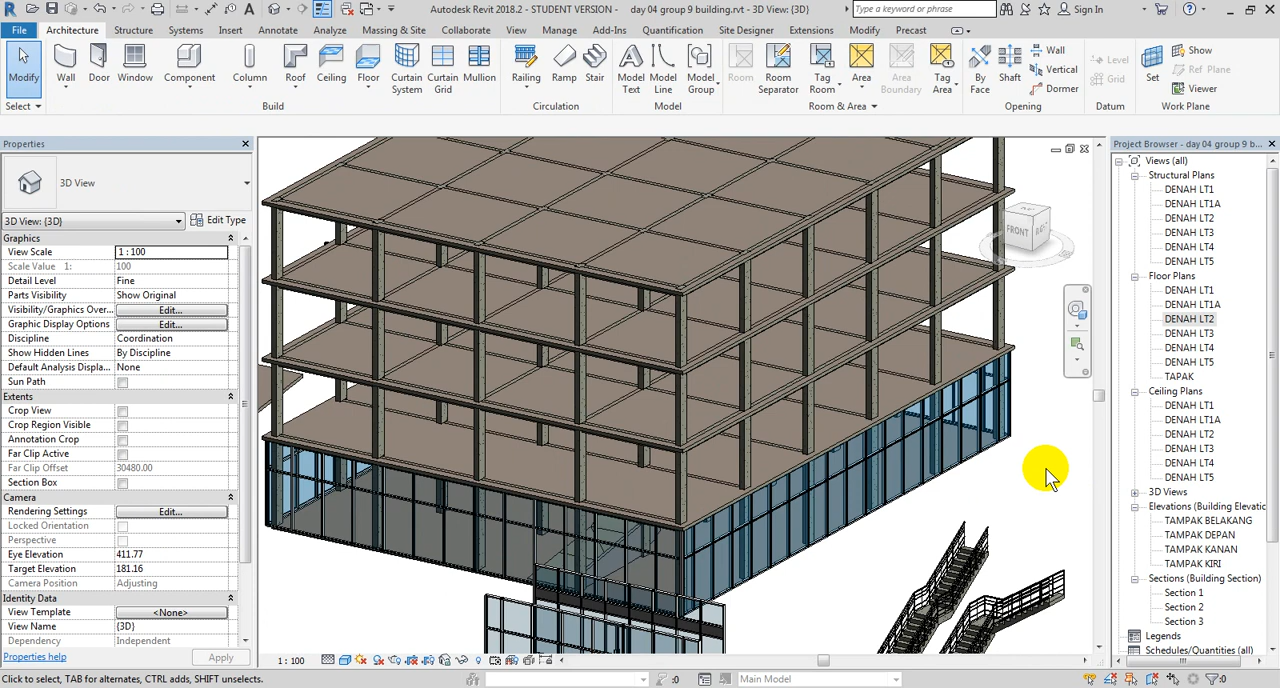 Autodesk Revit 2018.2 - STUDENT VERSION - day 04 group 9 building.rvt - 3D View: {3D}
Type a keyword or phrase
Sign In
File Architecture Structure Systems Insert Annotate Analyze Massing & Site Collaborate View Manage Add-Ins Quantification Site Designer Extensions Modify Precast
Modify
Wall Door Window Component Column Roof Ceiling Floor Curtain System Curtain Grid Mullion
Railing Ramp Stair
Model Text Model Line Model Group
Room Room Separator Tag Room Area Area Boundary Tag Area
By Face Shaft Wall Vertical Dormer
Level Grid
Set Show Ref Plane Viewer
Select Build Circulation Model Room & Area Opening Datum Work Plane
Properties
3D View
3D View: {3D} Edit Type
Graphics
View Scale 1 : 100
Scale Value 1: 100
Detail Level Fine
Parts Visibility Show Original
Visibility/Graphics Over... Edit...
Graphic Display Options Edit...
Discipline Coordination
Show Hidden Lines By Discipline
Default Analysis Displa... None
Sun Path
Extents
Crop View
Crop Region Visible
Annotation Crop
Far Clip Active
Far Clip Offset 30480.00
Section Box
Camera
Rendering Settings Edit...
Locked Orientation
Perspective
Eye Elevation 411.77
Target Elevation 181.16
Camera Position Adjusting
Identity Data
View Template <None>
View Name {3D}
Dependency Independent
Properties help Apply
FRONT
1 : 100
Project Browser - day 04 group 9 b...
Views (all)
Structural Plans
DENAH LT1
DENAH LT1A
DENAH LT2
DENAH LT3
DENAH LT4
DENAH LT5
Floor Plans
DENAH LT1
DENAH LT1A
DENAH LT2
DENAH LT3
DENAH LT4
DENAH LT5
TAPAK
Ceiling Plans
DENAH LT1
DENAH LT1A
DENAH LT2
DENAH LT3
DENAH LT4
DENAH LT5
3D Views
Elevations (Building Elevatio
TAMPAK BELAKANG
TAMPAK DEPAN
TAMPAK KANAN
TAMPAK KIRI
Sections (Building Section)
Section 1
Section 2
Section 3
Legends
Schedules/Quantities (all)
Click to select, TAB for alternates, CTRL adds, SHIFT unselects.
:0
Main Model
:0